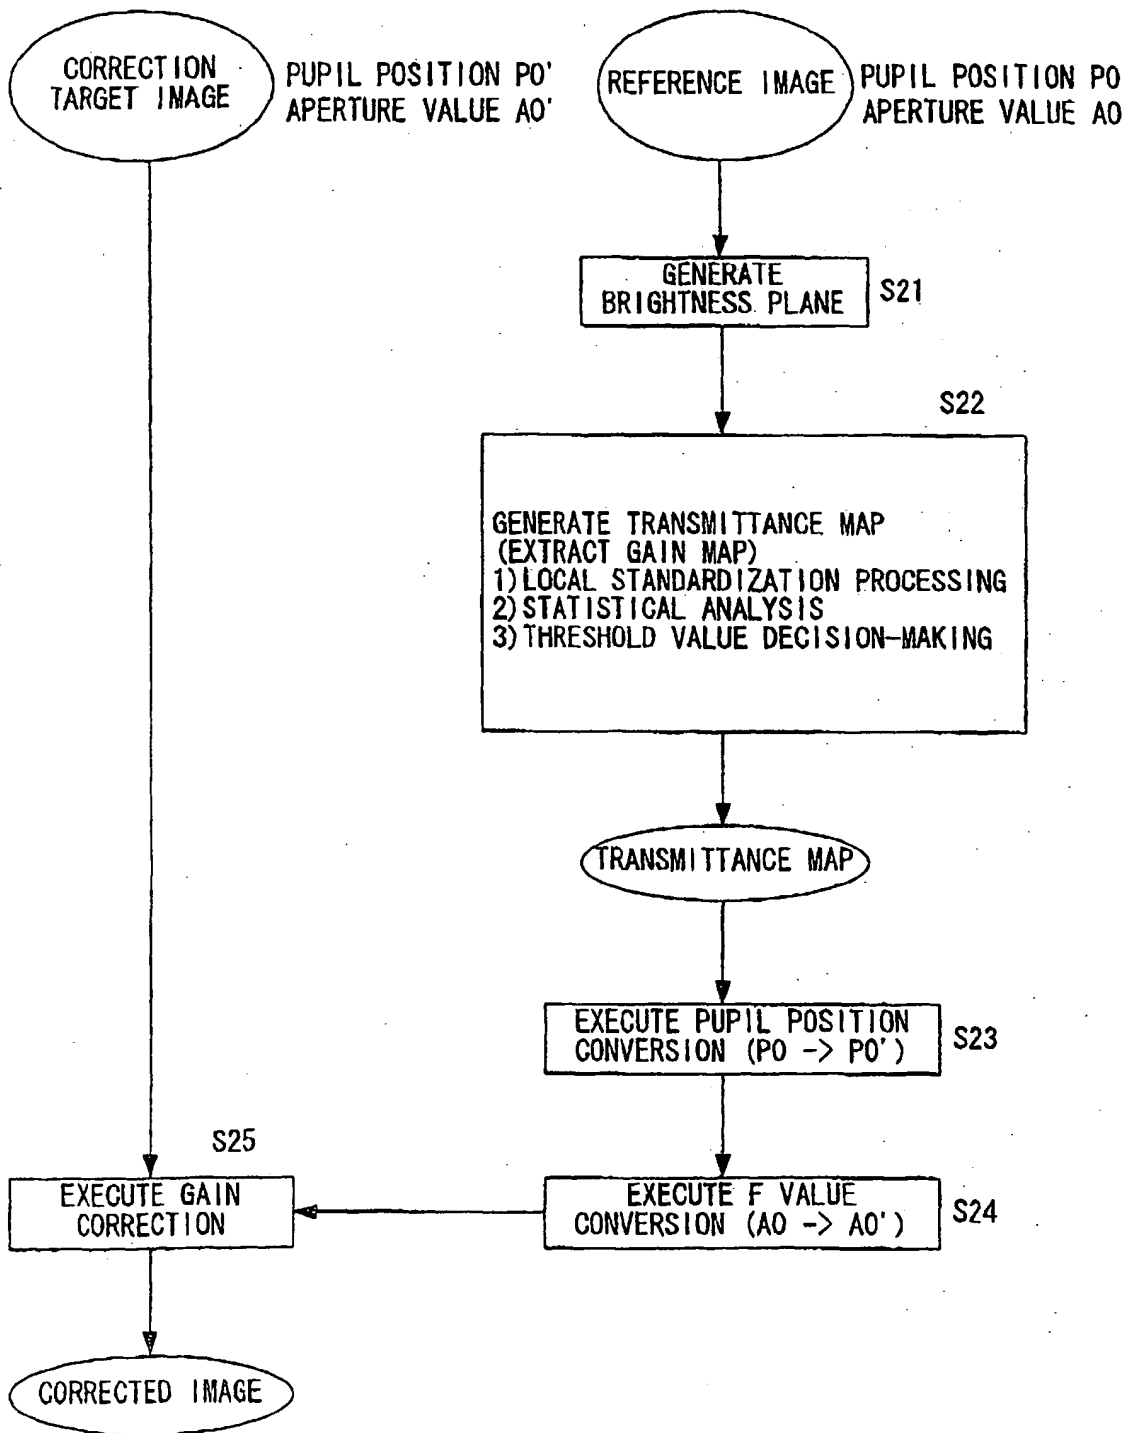 CORRECTION
TARGET IMAGE
PUPIL POSITION PO'
APERTURE VALUE AO'
REFERENCE IMAGE
PUPIL POSITION PO
APERTURE VALUE AO
GENERATE
BRIGHTNESS PLANE
S21
S22
GENERATE TRANSMITTANCE MAP
(EXTRACT GAIN MAP)
1)LOCAL STANDARDIZATION PROCESSING
2)STATISTICAL ANALYSIS
3)THRESHOLD VALUE DECISION-MAKING
TRANSMITTANCE MAP
EXECUTE PUPIL POSITION
CONVERSION (PO -> PO')
S23
S25
EXECUTE GAIN
CORRECTION
EXECUTE F VALUE
CONVERSION (AO -> AO')
S24
CORRECTED IMAGE